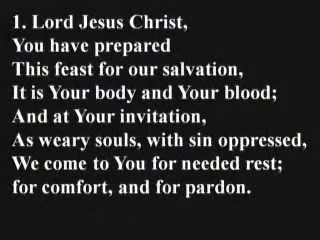 1. Lord Jesus Christ,
You have prepared
This feast for our salvation,
It is Your body and Your blood;
And at Your invitation,
As weary souls, with sin oppressed,
We come to You for needed rest;
for comfort, and for pardon.